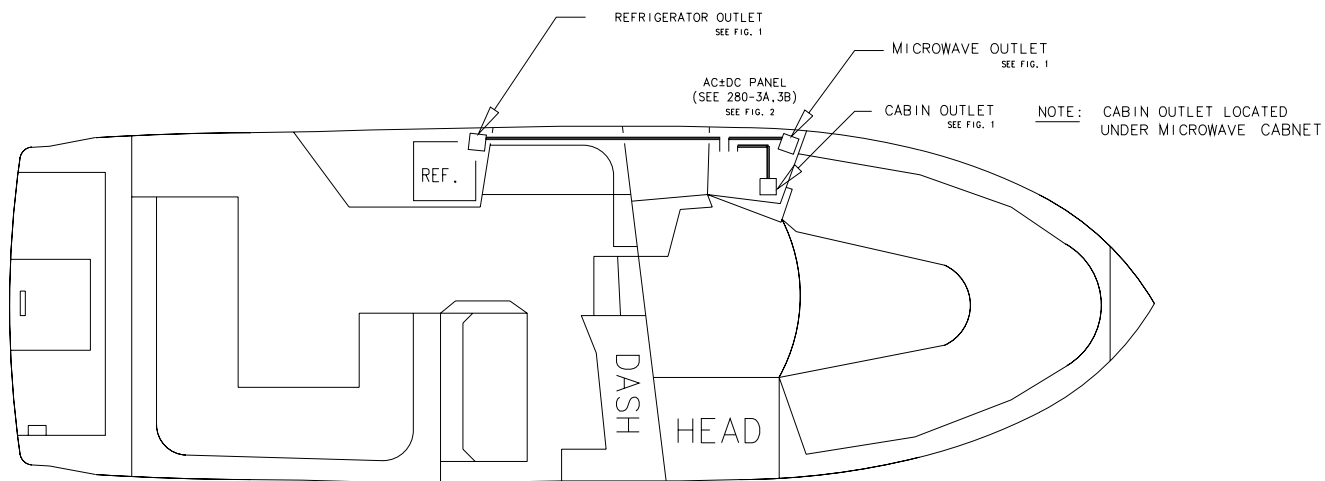 REFRIGERATOR OUTLET
SEE FIG. 1
MICROWAVE OUTLET
SEE FIG. 1
AC±DC PANEL
(SEE 280-3A,3B)
SEE FIG. 2
CABIN OUTLET
SEE FIG. 1
NOTE: CABIN OUTLET LOCATED
UNDER MICROWAVE CABNET
REF.
DASH
HEAD